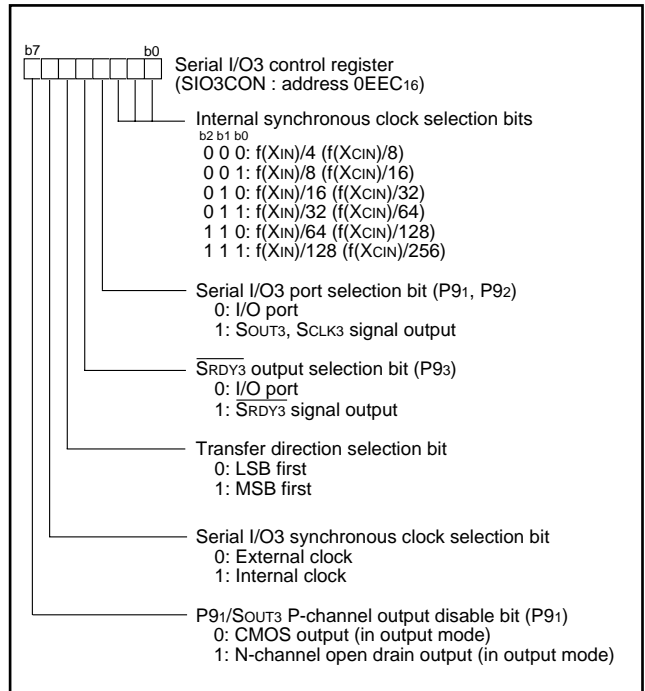 b7 b0
Serial I/O3 control register
(SIO3CON : address 0EEC16)
Internal synchronous clock selection bits
b2 b1 b0
0 0 0: f(XIN)/4 (f(XCIN)/8)
0 0 1: f(XIN)/8 (f(XCIN)/16)
0 1 0: f(XIN)/16 (f(XCIN)/32)
0 1 1: f(XIN)/32 (f(XCIN)/64)
1 1 0: f(XIN)/64 (f(XCIN)/128)
1 1 1: f(XIN)/128 (f(XCIN)/256)
Serial I/O3 port selection bit (P91, P92)
0: I/O port
1: SOUT3, SCLK3 signal output
SRDY3 output selection bit (P93)
0: I/O port
1: SRDY3 signal output
Transfer direction selection bit
0: LSB first
1: MSB first
Serial I/O3 synchronous clock selection bit
0: External clock
1: Internal clock
P91/SOUT3 P-channel output disable bit (P91)
0: CMOS output (in output mode)
1: N-channel open drain output (in output mode)